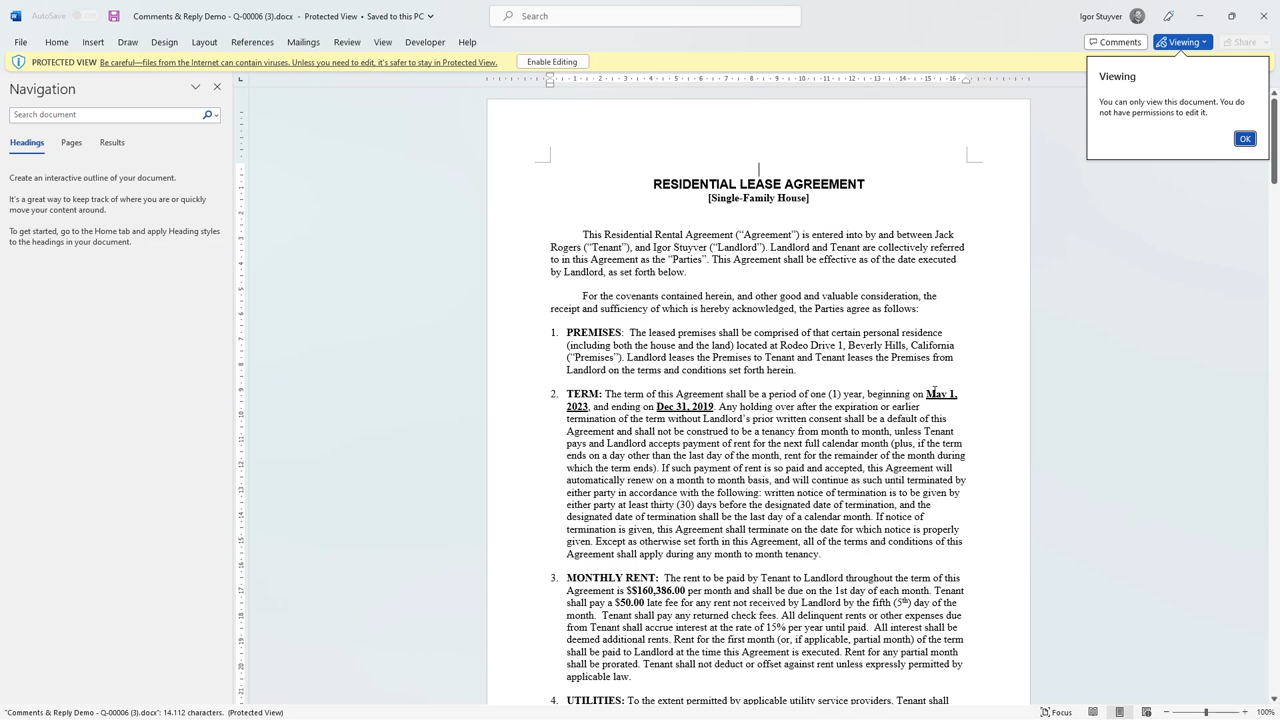 AutoSave
Comments & Reply Demo - Q-00006 (3).docx - Protected View • Saved to this PC
Search
Igor Stuyver
File Home Insert Draw Design Layout References Mailings Review View Developer Help
Comments Viewing Share
PROTECTED VIEW Be careful—files from the Internet can contain viruses. Unless you need to edit, it's safer to stay in Protected View. Enable Editing
Navigation
Search document
Headings Pages Results
Create an interactive outline of your document.
It's a great way to keep track of where you are or quickly
move your content around.
To get started, go to the Home tab and apply Heading styles
to the headings in your document.
Viewing
You can only view this document. You do
not have permissions to edit it.
OK
RESIDENTIAL LEASE AGREEMENT
[Single-Family House]
This Residential Rental Agreement (“Agreement”) is entered into by and between Jack
Rogers (“Tenant”), and Igor Stuyver (“Landlord”). Landlord and Tenant are collectively referred
to in this Agreement as the “Parties”. This Agreement shall be effective as of the date executed
by Landlord, as set forth below.
For the covenants contained herein, and other good and valuable consideration, the
receipt and sufficiency of which is hereby acknowledged, the Parties agree as follows:
1. PREMISES: The leased premises shall be comprised of that certain personal residence
(including both the house and the land) located at Rodeo Drive 1, Beverly Hills, California
(“Premises”). Landlord leases the Premises to Tenant and Tenant leases the Premises from
Landlord on the terms and conditions set forth herein.
2. TERM: The term of this Agreement shall be a period of one (1) year, beginning on May 1,
2023, and ending on Dec 31, 2019. Any holding over after the expiration or earlier
termination of the term without Landlord’s prior written consent shall be a default of this
Agreement and shall not be construed to be a tenancy from month to month, unless Tenant
pays and Landlord accepts payment of rent for the next full calendar month (plus, if the term
ends on a day other than the last day of the month, rent for the remainder of the month during
which the term ends). If such payment of rent is so paid and accepted, this Agreement will
automatically renew on a month to month basis, and will continue as such until terminated by
either party in accordance with the following: written notice of termination is to be given by
either party at least thirty (30) days before the designated date of termination, and the
designated date of termination shall be the last day of a calendar month. If notice of
termination is given, this Agreement shall terminate on the date for which notice is properly
given. Except as otherwise set forth in this Agreement, all of the terms and conditions of this
Agreement shall apply during any month to month tenancy.
3. MONTHLY RENT: The rent to be paid by Tenant to Landlord throughout the term of this
Agreement is $$160,386.00 per month and shall be due on the 1st day of each month. Tenant
shall pay a $50.00 late fee for any rent not received by Landlord by the fifth (5th) day of the
month. Tenant shall pay any returned check fees. All delinquent rents or other expenses due
from Tenant shall accrue interest at the rate of 15% per year until paid. All interest shall be
deemed additional rents. Rent for the first month (or, if applicable, partial month) of the term
shall be paid to Landlord at the time this Agreement is executed. Rent for any partial month
shall be prorated. Tenant shall not deduct or offset against rent unless expressly permitted by
applicable law.
4. UTILITIES: To the extent permitted by applicable utility service providers, Tenant shall
"Comments & Reply Demo - Q-00006 (3).docx": 14.112 characters. (Protected View)
Focus
100%